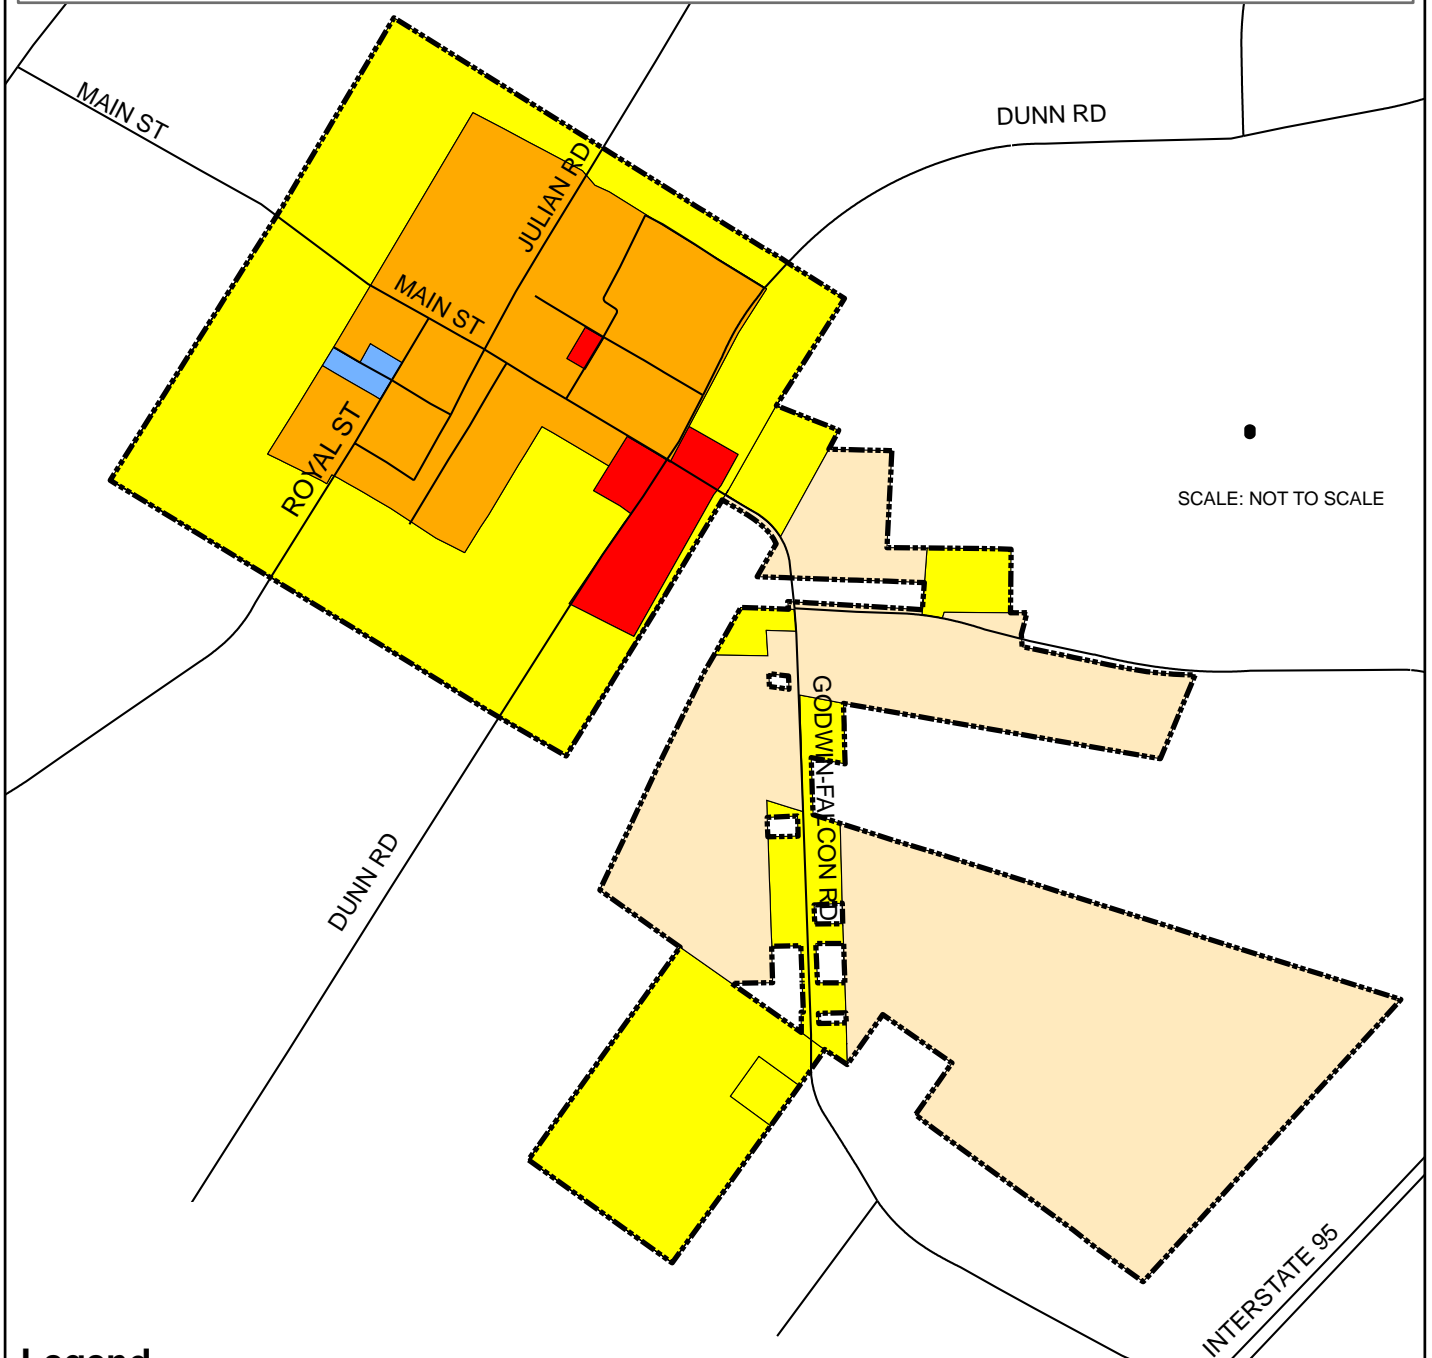 MAIN ST
DUNN RD
JULIAN RD
MAIN ST
ROYAL ST
SCALE: NOT TO SCALE
GODWIN-FALCON RD
DUNN RD
INTERSTATE 95
Legend